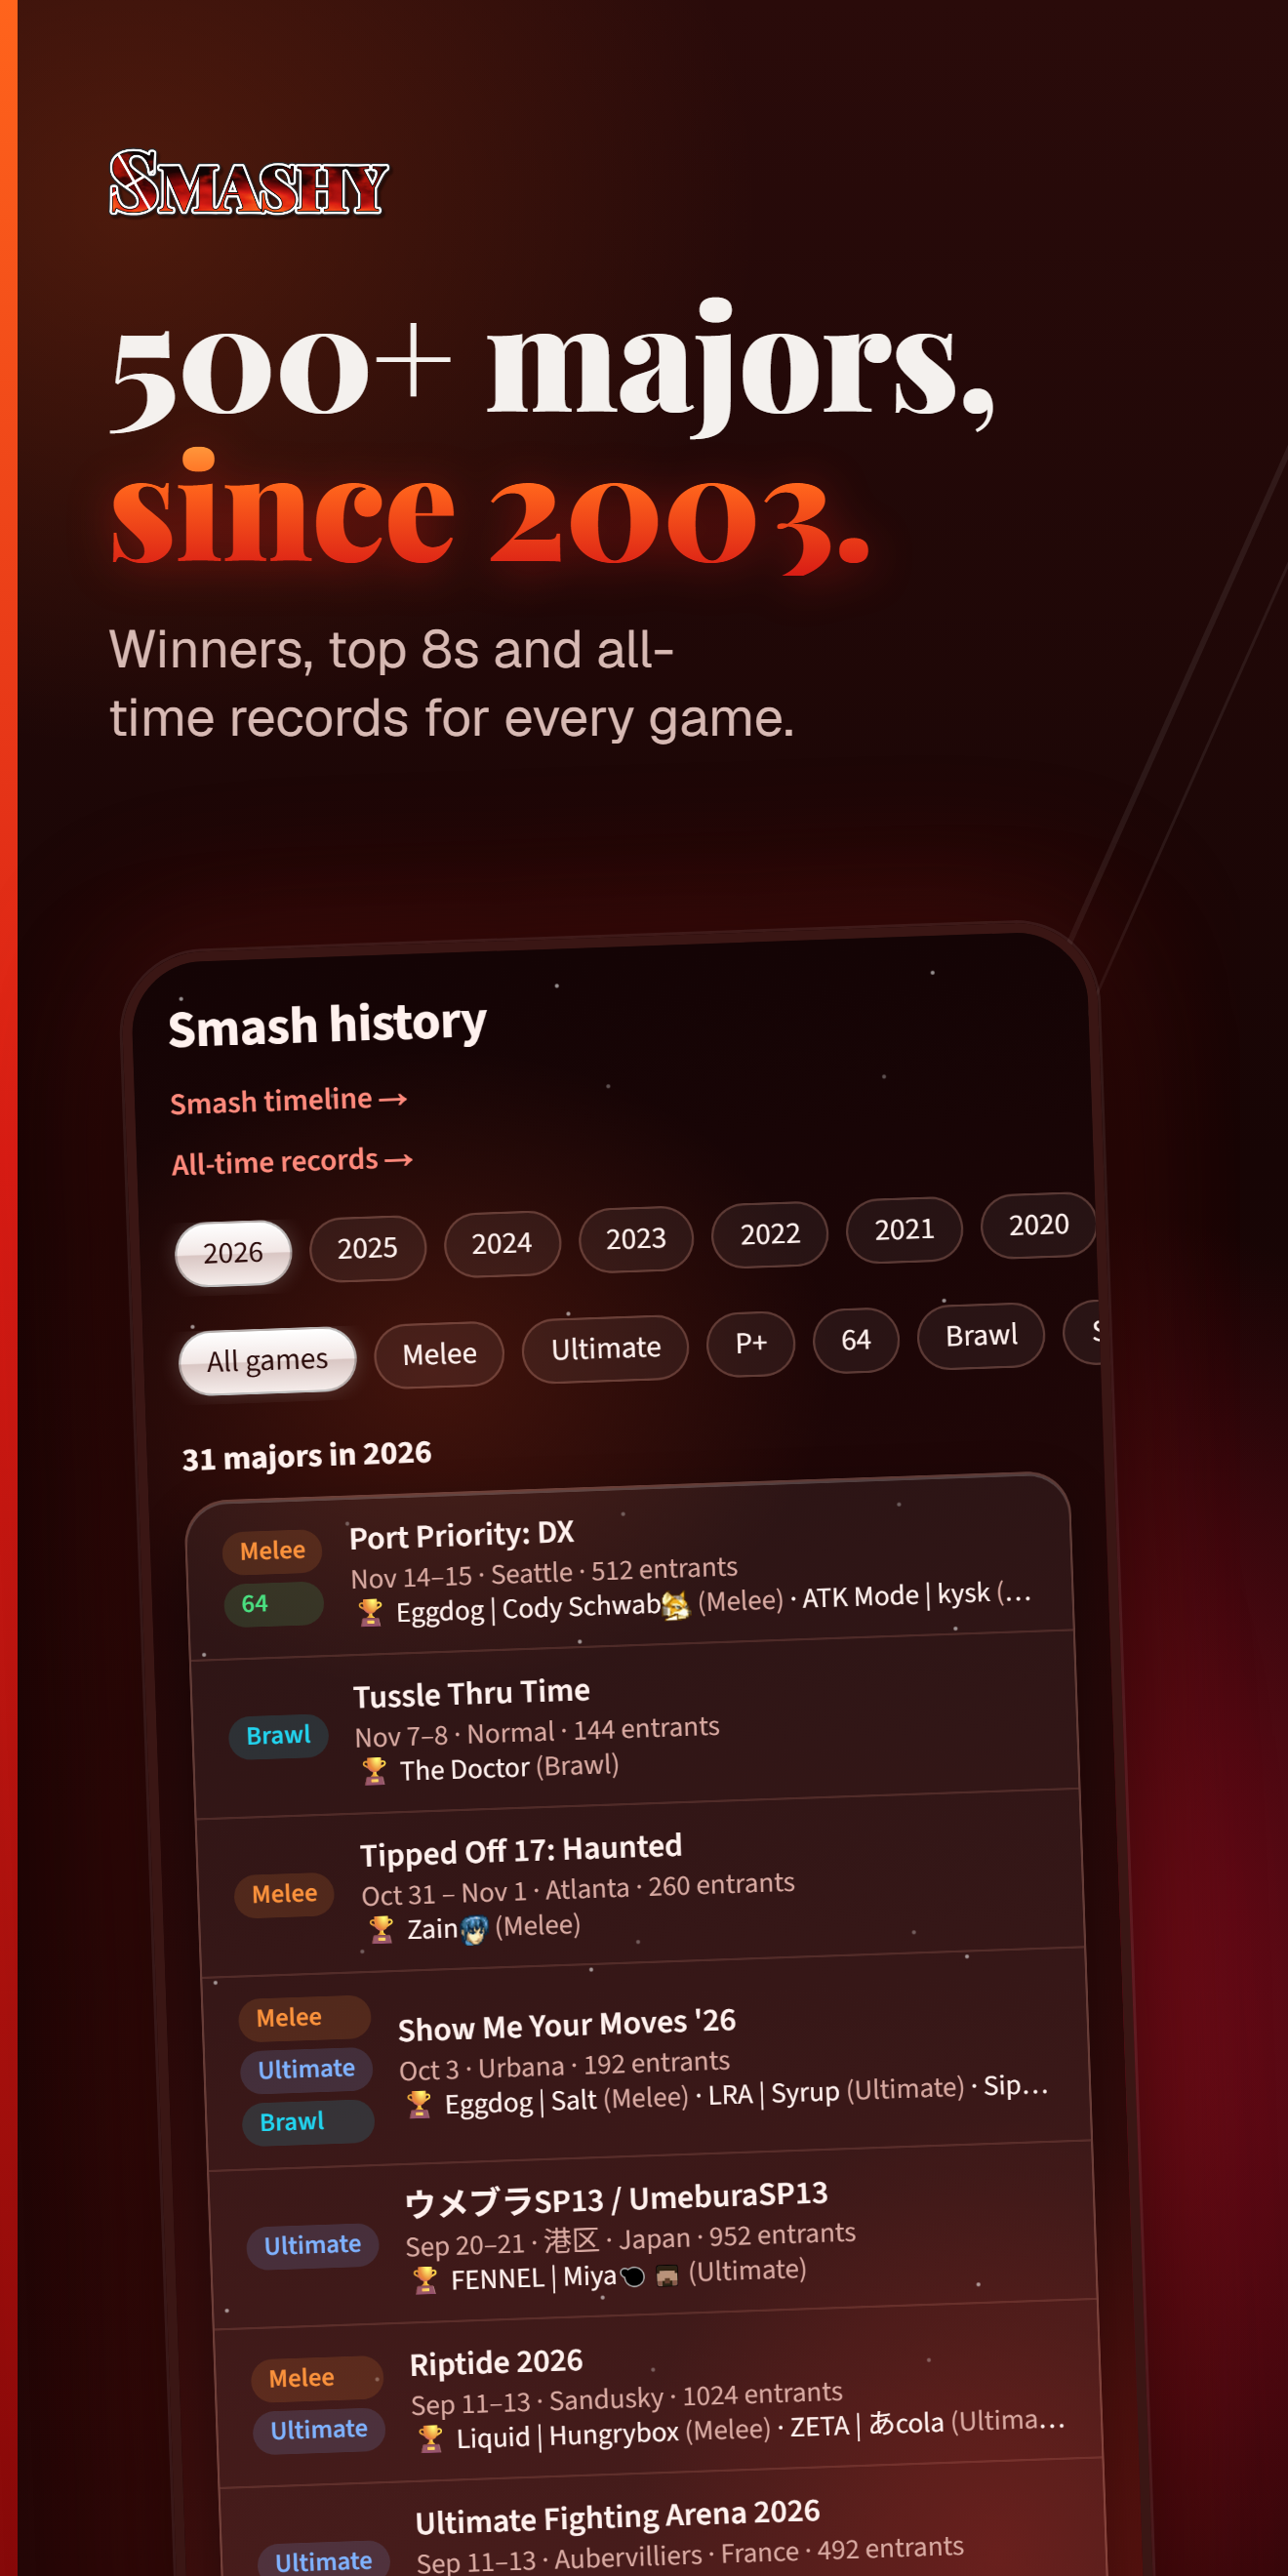 SMASHY
500+ majors,
since 2003.
Winners, top 8s and all-
time records for every game.
Smash history
Smash timeline →
All-time records →
2026 2025 2024 2023 2022 2021 2020
All games Melee Ultimate P+ 64 Brawl
31 majors in 2026
Melee
64
Port Priority: DX
Nov 14–15 · Seattle · 512 entrants
🏆 Eggdog | Cody Schwab (Melee) · ATK Mode | kysk (…
Brawl
Tussle Thru Time
Nov 7–8 · Normal · 144 entrants
🏆 The Doctor (Brawl)
Melee
Tipped Off 17: Haunted
Oct 31 – Nov 1 · Atlanta · 260 entrants
🏆 Zain (Melee)
Melee
Ultimate
Brawl
Show Me Your Moves '26
Oct 3 · Urbana · 192 entrants
🏆 Eggdog | Salt (Melee) · LRA | Syrup (Ultimate) · Sip…
Ultimate
ウメブラSP13 / UmeburaSP13
Sep 20–21 · 港区 · Japan · 952 entrants
🏆 FENNEL | Miya (Ultimate)
Melee
Ultimate
Riptide 2026
Sep 11–13 · Sandusky · 1024 entrants
🏆 Liquid | Hungrybox (Melee) · ZETA | あcola (Ultima…
Ultimate
Ultimate Fighting Arena 2026
Sep 11–13 · Aubervilliers · France · 492 entrants